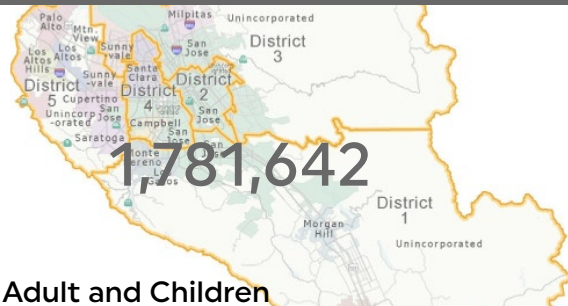 Palo
Alto
Mtn.
View
Milpitas
Unincorporated
Los
Altos
Hills
Los
Altos
Sunny
-vale
San
Jose
District
3
Sunny
-vale
Santa
Clara
District
5
Cupertino
District
4
District
2
Unincorp
-orated
San
Jose
Campbell
San
Jose
San
Jose
Saratoga
1,781,642
Monte
Sereno
Los
Gatos
District
1
Morgan
Hill
Unincorporated
Adult and Children